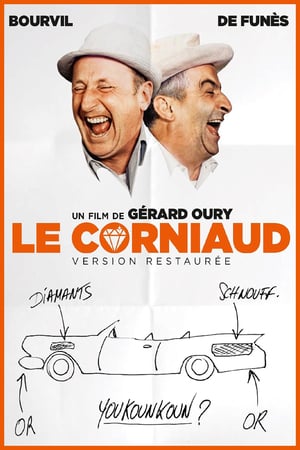 BOURVIL
DE FUNÈS
UN FILM DE GÉRARD OURY
LE CORNIAUD
VERSION RESTAURÉE
DIAMANTS
SCHNOUFF.
OR
YOUKOUNKOUN?
OR